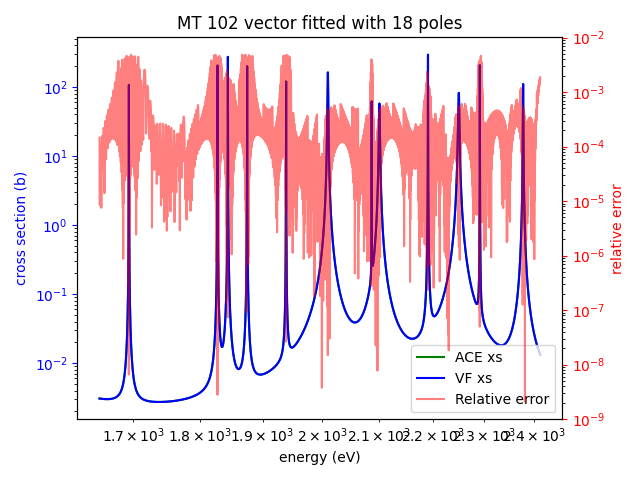 MT 102 vector fitted with 18 poles
cross section (b)
10²
10¹
10⁰
10⁻¹
10⁻²
10⁻²
10⁻³
10⁻⁴
10⁻⁵
10⁻⁶
10⁻⁷
10⁻⁸
10⁻⁹
relative error
ACE xs
VF xs
Relative error
1.7 × 10³ 1.8 × 10³ 1.9 × 10³ 2 × 10³ 2.1 × 10³ 2.2 × 10³ 2.3 × 10³ 2.4 × 10³
energy (eV)